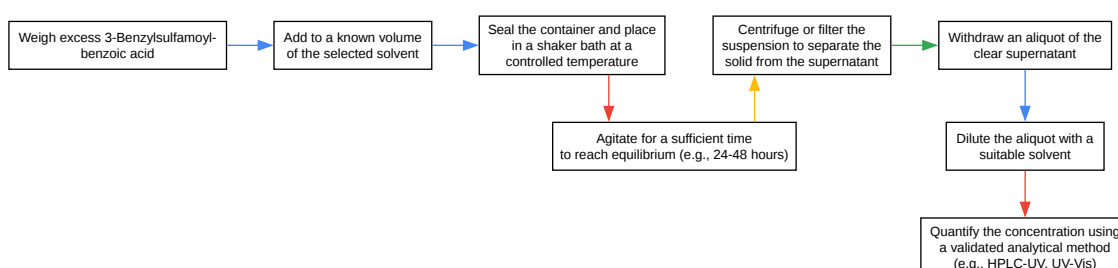 Weigh excess 3-Benzylsulfamoyl-
benzoic acid
Add to a known volume
of the selected solvent
Seal the container and place
in a shaker bath at a
controlled temperature
Agitate for a sufficient time
to reach equilibrium (e.g., 24-48 hours)
Centrifuge or filter the
suspension to separate the
solid from the supernatant
Withdraw an aliquot of the
clear supernatant
Dilute the aliquot with a
suitable solvent
Quantify the concentration using
a validated analytical method
(e.g., HPLC-UV, UV-Vis)